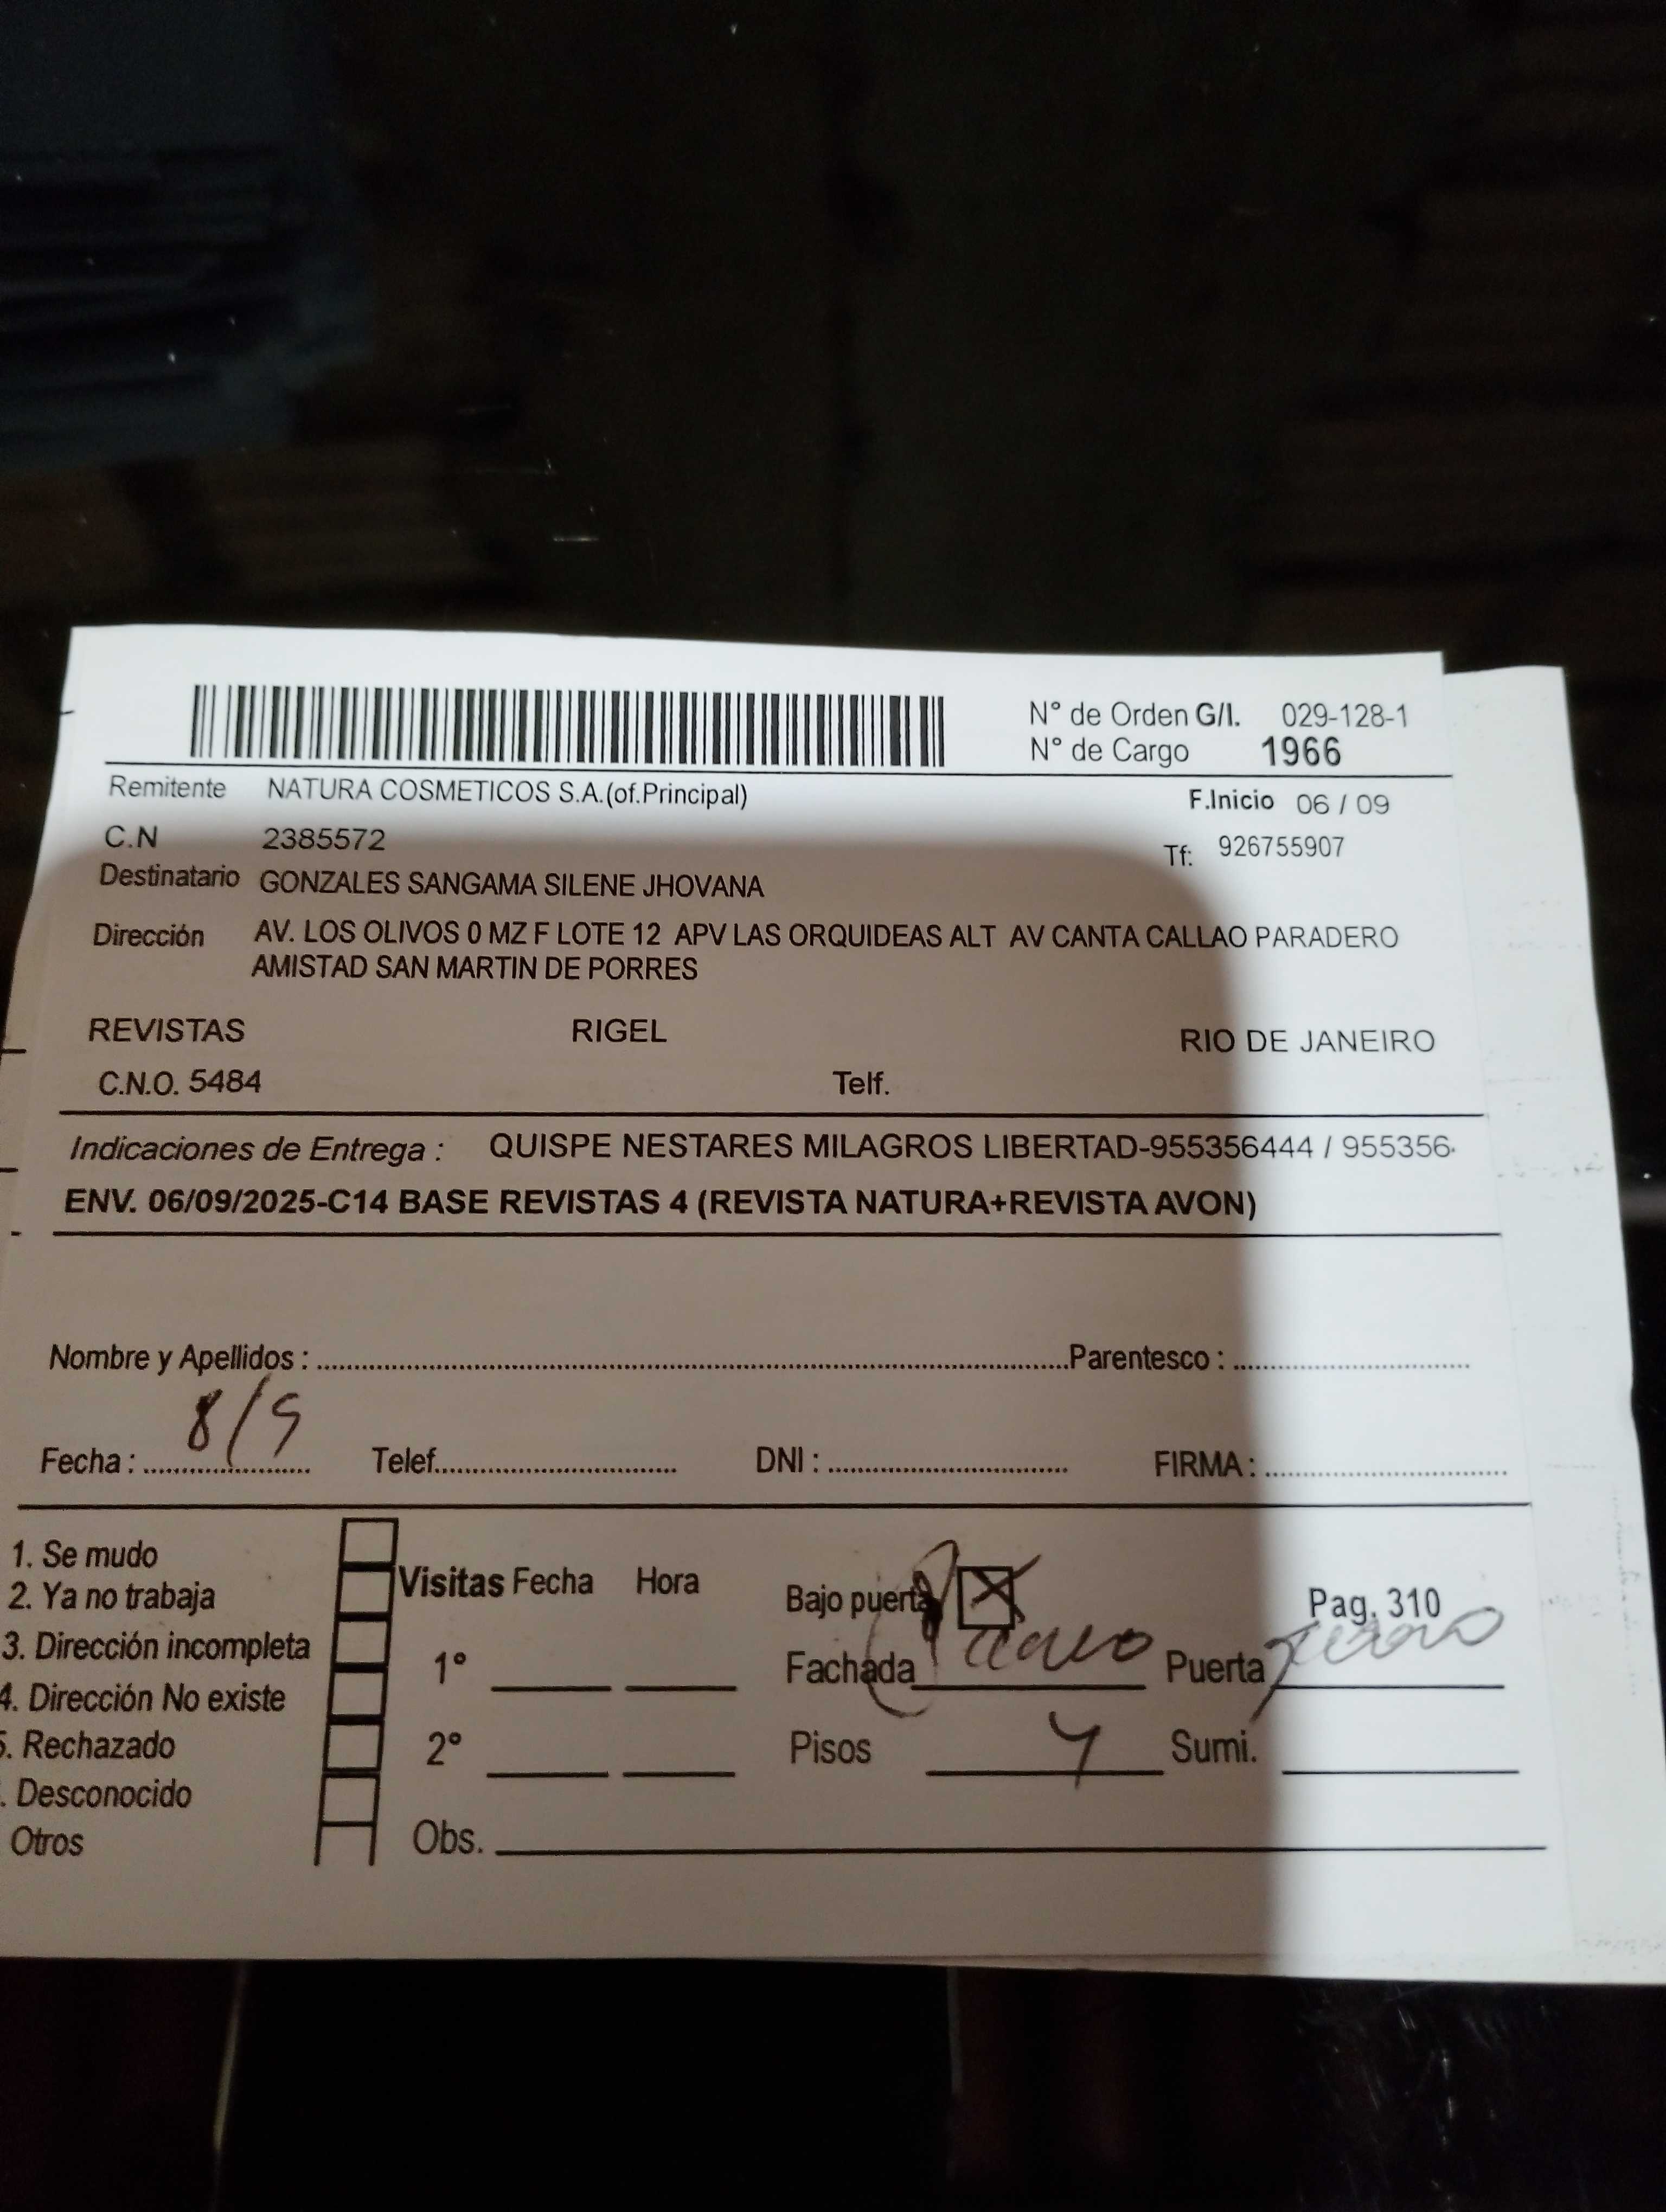 N° de Orden G/I. 029-128-1
N° de Cargo 1966
Remitente NATURA COSMETICOS S.A.(of.Principal)
F.Inicio 06 / 09
C.N 2385572
Tf: 926755907
Destinatario GONZALES SANGAMA SILENE JHOVANA
Dirección AV. LOS OLIVOS 0 MZ F LOTE 12 APV LAS ORQUIDEAS ALT AV CANTA CALLAO PARADERO
AMISTAD SAN MARTIN DE PORRES
REVISTAS RIGEL RIO DE JANEIRO
C.N.O. 5484 Telf.
Indicaciones de Entrega : QUISPE NESTARES MILAGROS LIBERTAD-955356444 / 955356
ENV. 06/09/2025-C14 BASE REVISTAS 4 (REVISTA NATURA+REVISTA AVON)
Nombre y Apellidos : Parentesco :
Fecha : 8/9 Telef. DNI : FIRMA :
1. Se mudo
2. Ya no trabaja
3. Dirección incompleta
4. Dirección No existe
5. Rechazado
. Desconocido
Otros
Visitas Fecha Hora
1°
2°
Obs.
Bajo puerta X
Pag. 310
Fachada Puerta
Pisos 4 Sumi.